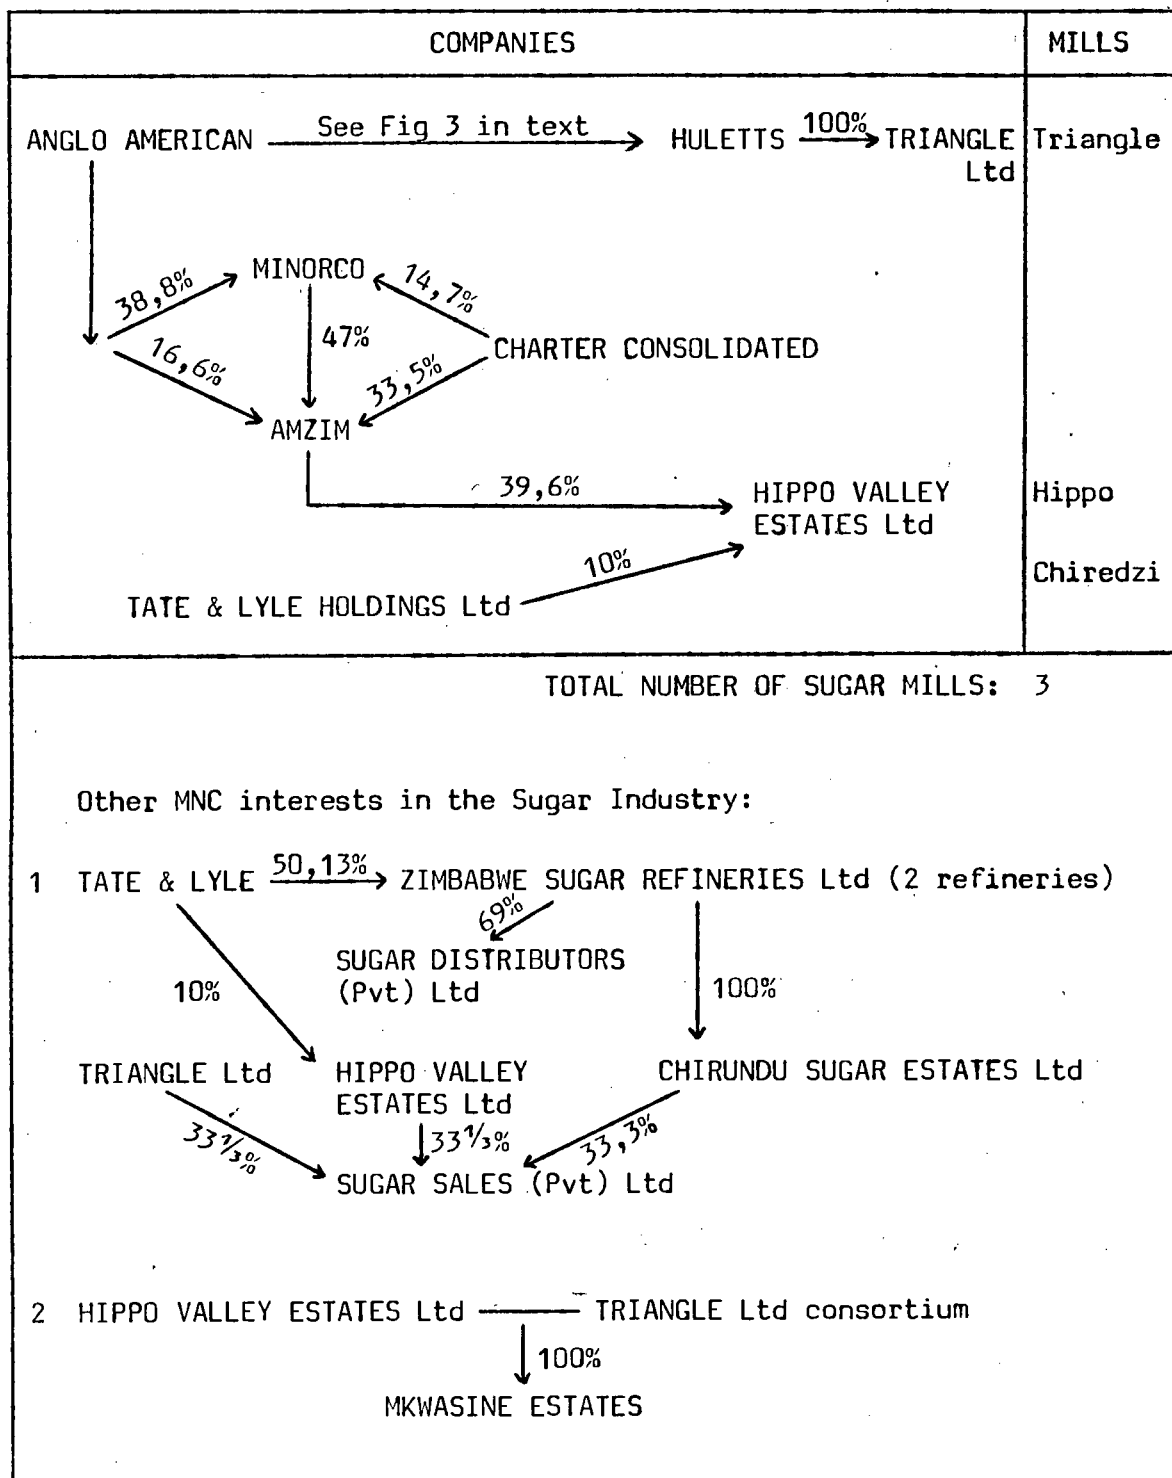 COMPANIES MILLS
ANGLO AMERICAN See Fig 3 in text HULETTS 100% TRIANGLE Triangle
Ltd
MINORCO
38,8% 14,7%
47%
CHARTER CONSOLIDATED
16,6% 33,5%
AMZIM
39,6% HIPPO VALLEY Hippo
ESTATES Ltd
10%
Chiredzi
TATE & LYLE HOLDINGS Ltd
TOTAL NUMBER OF SUGAR MILLS: 3
Other MNC interests in the Sugar Industry:
1 TATE & LYLE 50,13% ZIMBABWE SUGAR REFINERIES Ltd (2 refineries)
69%
SUGAR DISTRIBUTORS
10% (Pvt) Ltd 100%
TRIANGLE Ltd HIPPO VALLEY CHIRUNDU SUGAR ESTATES Ltd
ESTATES Ltd
33⅓% 33⅓% 33,3%
SUGAR SALES (Pvt) Ltd
2 HIPPO VALLEY ESTATES Ltd TRIANGLE Ltd consortium
100%
MKWASINE ESTATES